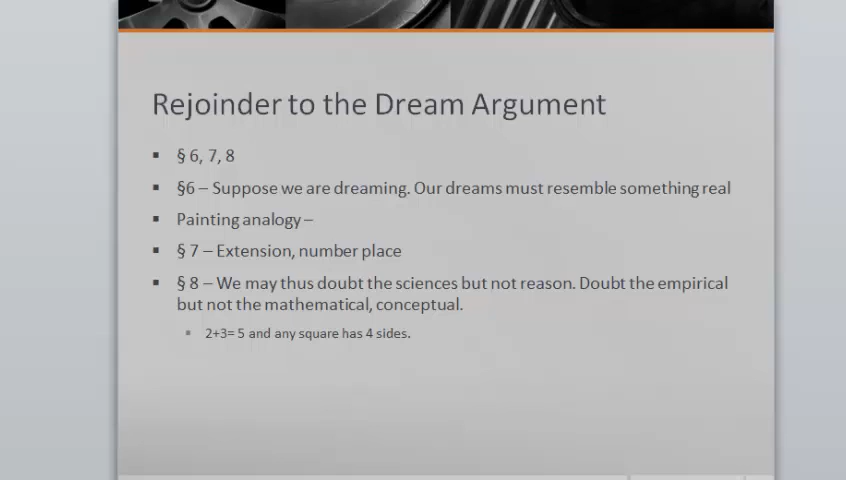 Rejoinder to the Dream Argument
§ 6, 7, 8
§6 – Suppose we are dreaming. Our dreams must resemble something real
Painting analogy –
§ 7 – Extension, number place
§ 8 – We may thus doubt the sciences but not reason. Doubt the empirical
but not the mathematical, conceptual.
2+3= 5 and any square has 4 sides.